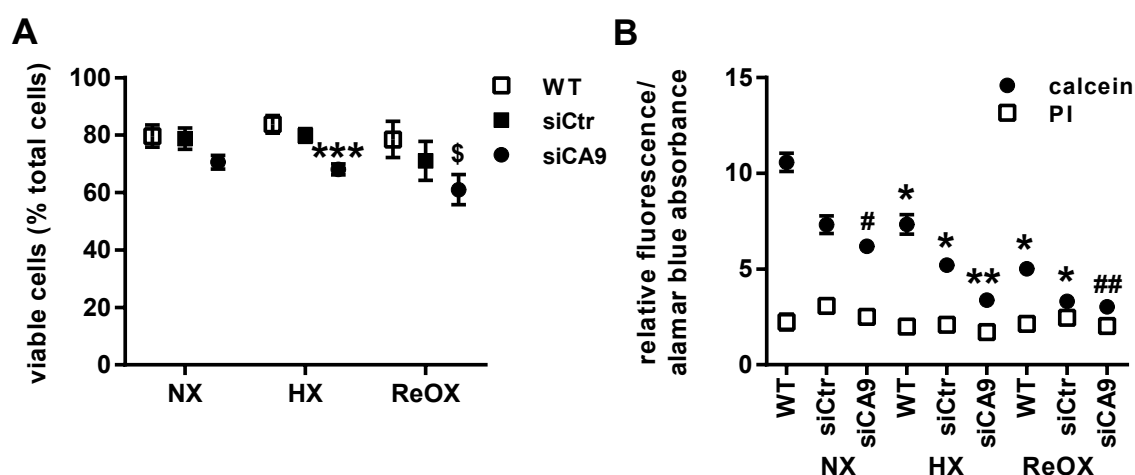 A
viable cells (% total cells)
100
80
60
40
20
0
***
$
NX
HX
ReOX
WT
siCtr
siCA9
B
relative fluorescence/
alamar blue absorbance
15
10
5
0
calcein
PI
#
*
*
**
*
*
##
WT
siCtr
siCA9
WT
siCtr
siCA9
WT
siCtr
siCA9
NX
HX
ReOX